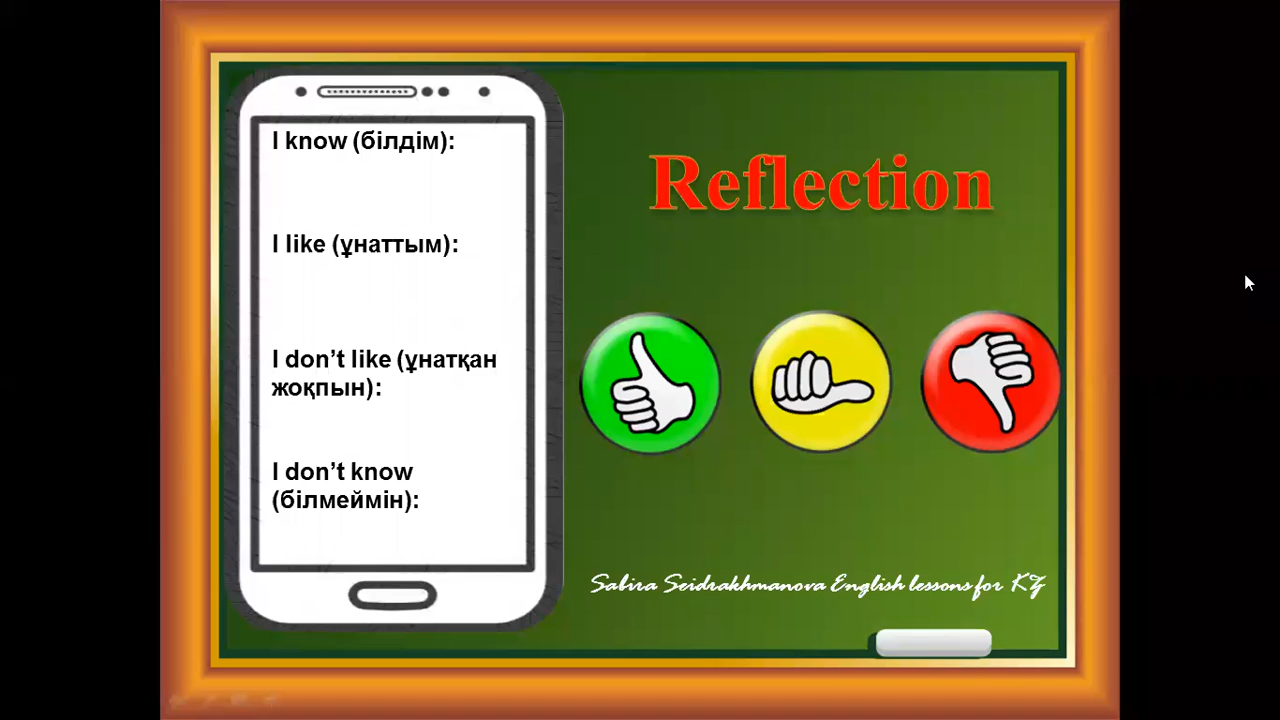 I know (білдім):
I like (ұнаттым):
I don’t like (ұнатқан
жоқпын):
I don’t know
(білмеймін):
Reflection
Sabira Seidrakhmanova English lessons for KZ